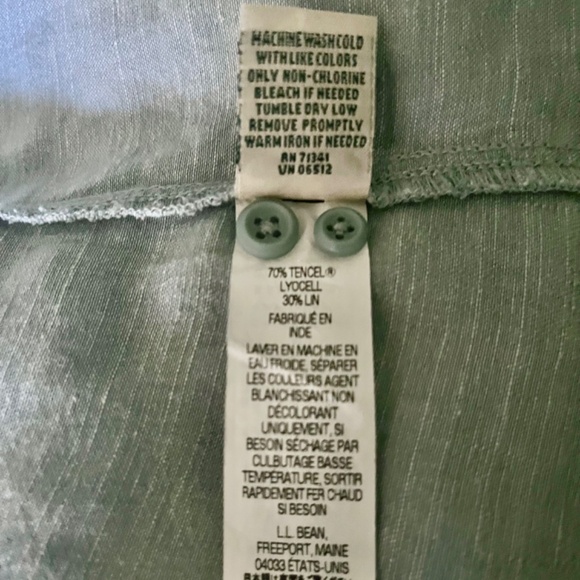 MACHINE WASH COLD
WITH LIKE COLORS
ONLY NON-CHLORINE
BLEACH IF NEEDED
TUMBLE DRY LOW
REMOVE PROMPTLY
WARM IRON IF NEEDED
RN 71341
VN 06512
70% TENCEL®
LYOCELL
30% LIN
FABRIQUÉ EN
INDE
LAVER EN MACHINE EN
EAU FROIDE, SÉPARER
LES COULEURS AGENT
BLANCHISSANT NON
DÉCOLORANT
UNIQUEMENT, SI
BESOIN SÉCHAGE PAR
CULBUTAGE BASSE
TEMPÉRATURE, SORTIR
RAPIDEMENT FER CHAUD
SI BESOIN
L.L. BEAN,
FREEPORT, MAINE
04033 ÉTATS-UNIS